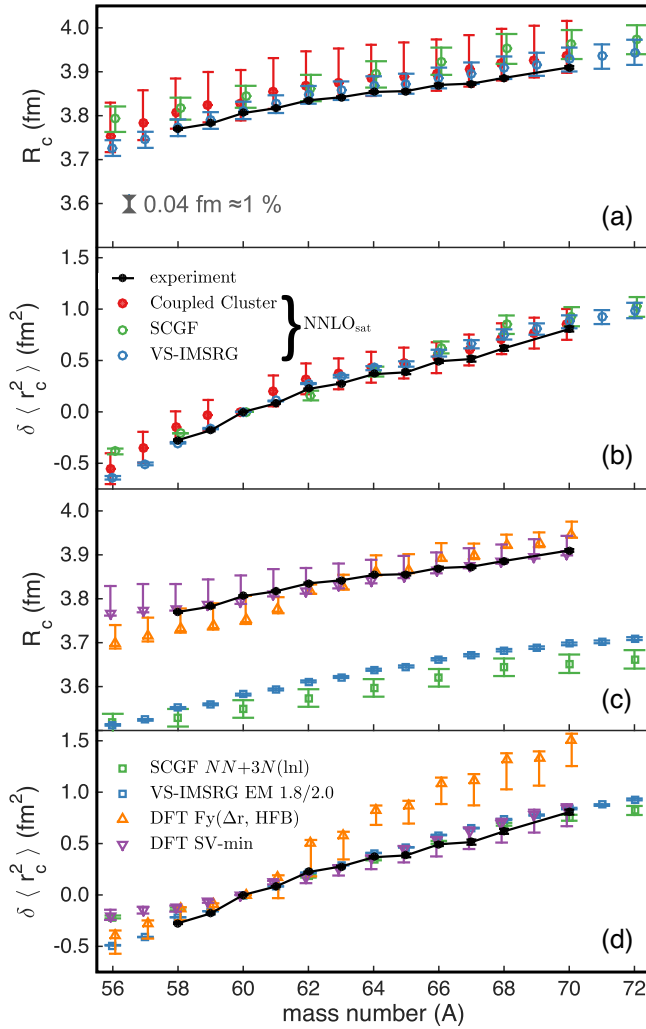 4.0
3.9
3.8
3.7
3.6
R_c (fm)
0.04 fm ≈1 %
(a)
1.5
1.0
0.5
0.0
-0.5
δ ⟨ r_c^2 ⟩ (fm^2)
experiment
Coupled Cluster
SCGF
VS-IMSRG
} NNLO_sat
(b)
4.0
3.9
3.8
3.7
3.6
R_c (fm)
(c)
1.5
1.0
0.5
0.0
-0.5
δ ⟨ r_c^2 ⟩ (fm^2)
SCGF NN+3N(lnl)
VS-IMSRG EM 1.8/2.0
DFT Fy(Δr, HFB)
DFT SV-min
(d)
56 58 60 62 64 66 68 70 72
mass number (A)